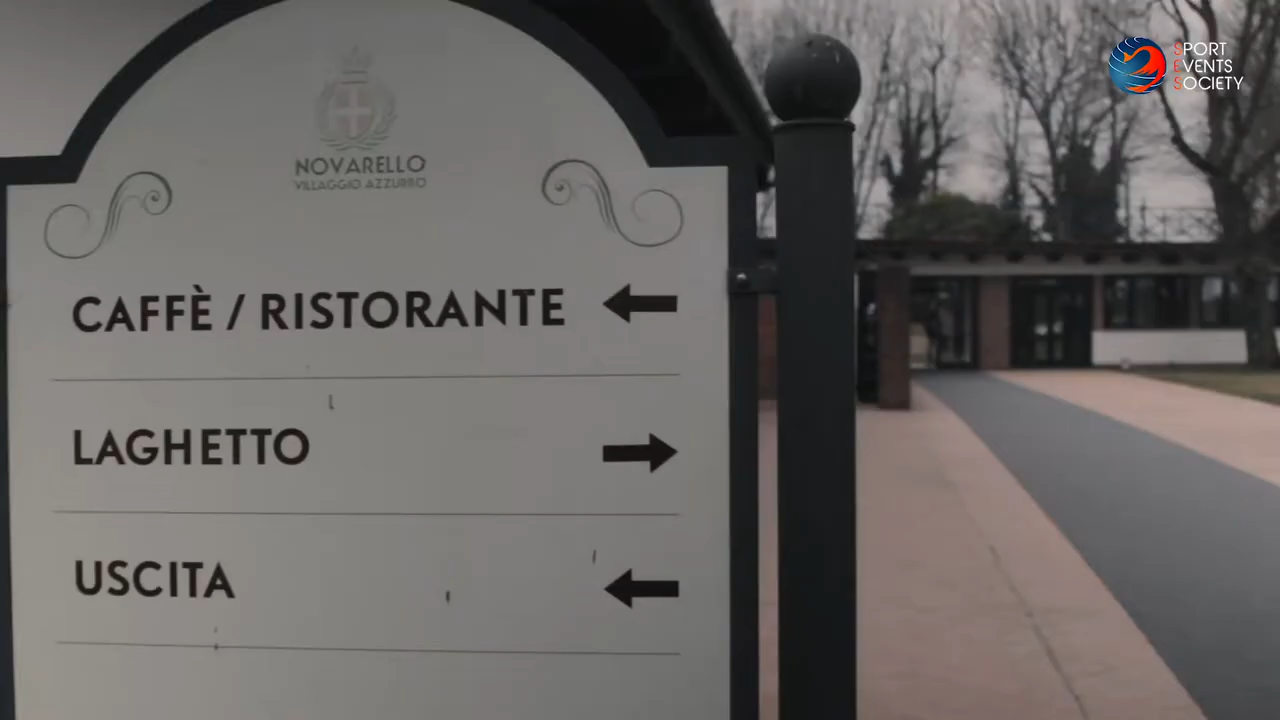 SPORT
EVENTS
SOCIETY
NOVARELLO
VILLAGGIO AZZURRO
CAFFÈ / RISTORANTE
LAGHETTO
USCITA